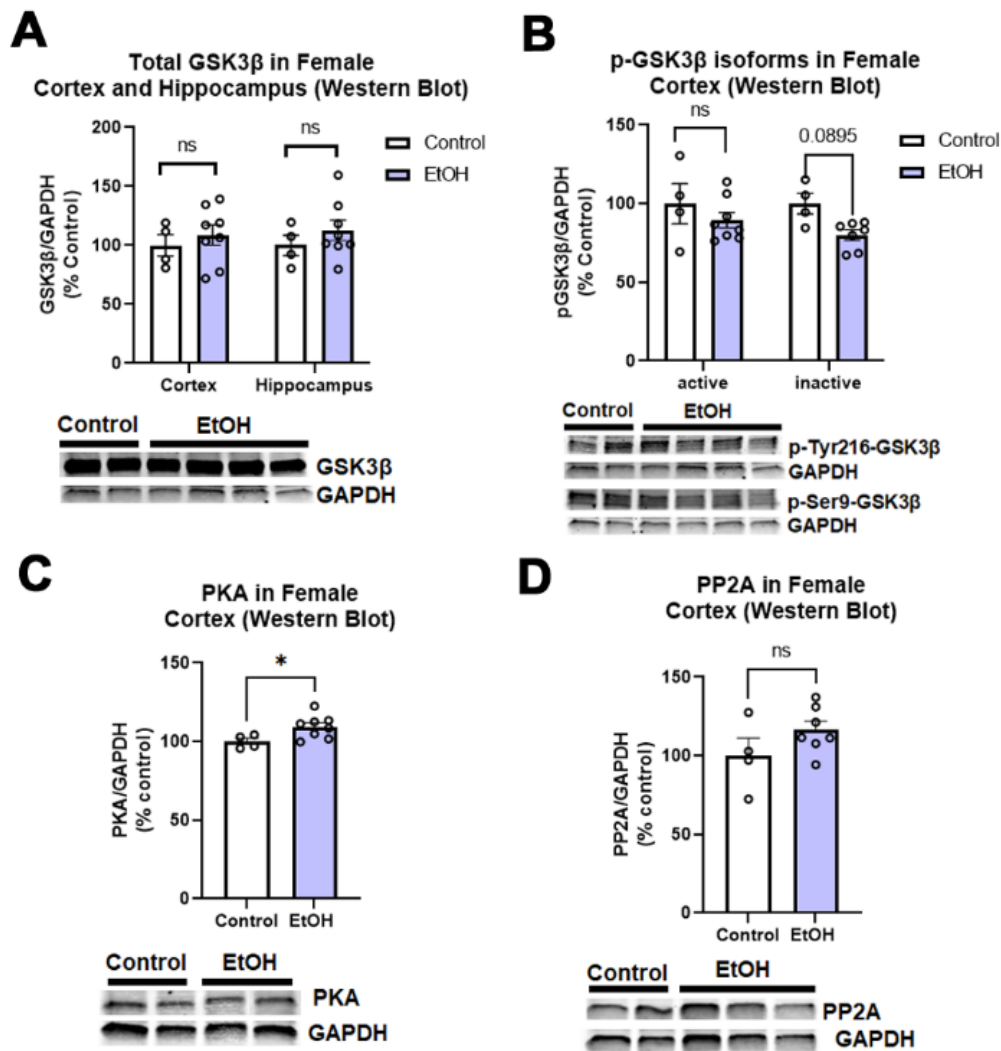 A
Total GSK3β in Female
Cortex and Hippocampus (Western Blot)
GSK3β/GAPDH
(% Control)
200
150
100
50
0
ns
ns
Control
EtOH
Cortex
Hippocampus
Control
EtOH
GSK3β
GAPDH
B
p-GSK3β isoforms in Female
Cortex (Western Blot)
pGSK3β/GAPDH
(% Control)
150
100
50
0
ns
0.0895
Control
EtOH
active
inactive
EtOH
Control
p-Tyr216-GSK3β
GAPDH
p-Ser9-GSK3β
GAPDH
C
PKA in Female
Cortex (Western Blot)
PKA/GAPDH
(% control)
150
100
50
0
*
Control
EtOH
Control
EtOH
PKA
GAPDH
D
PP2A in Female
Cortex (Western Blot)
PP2A/GAPDH
(% control)
150
100
50
0
ns
Control
EtOH
Control
EtOH
PP2A
GAPDH